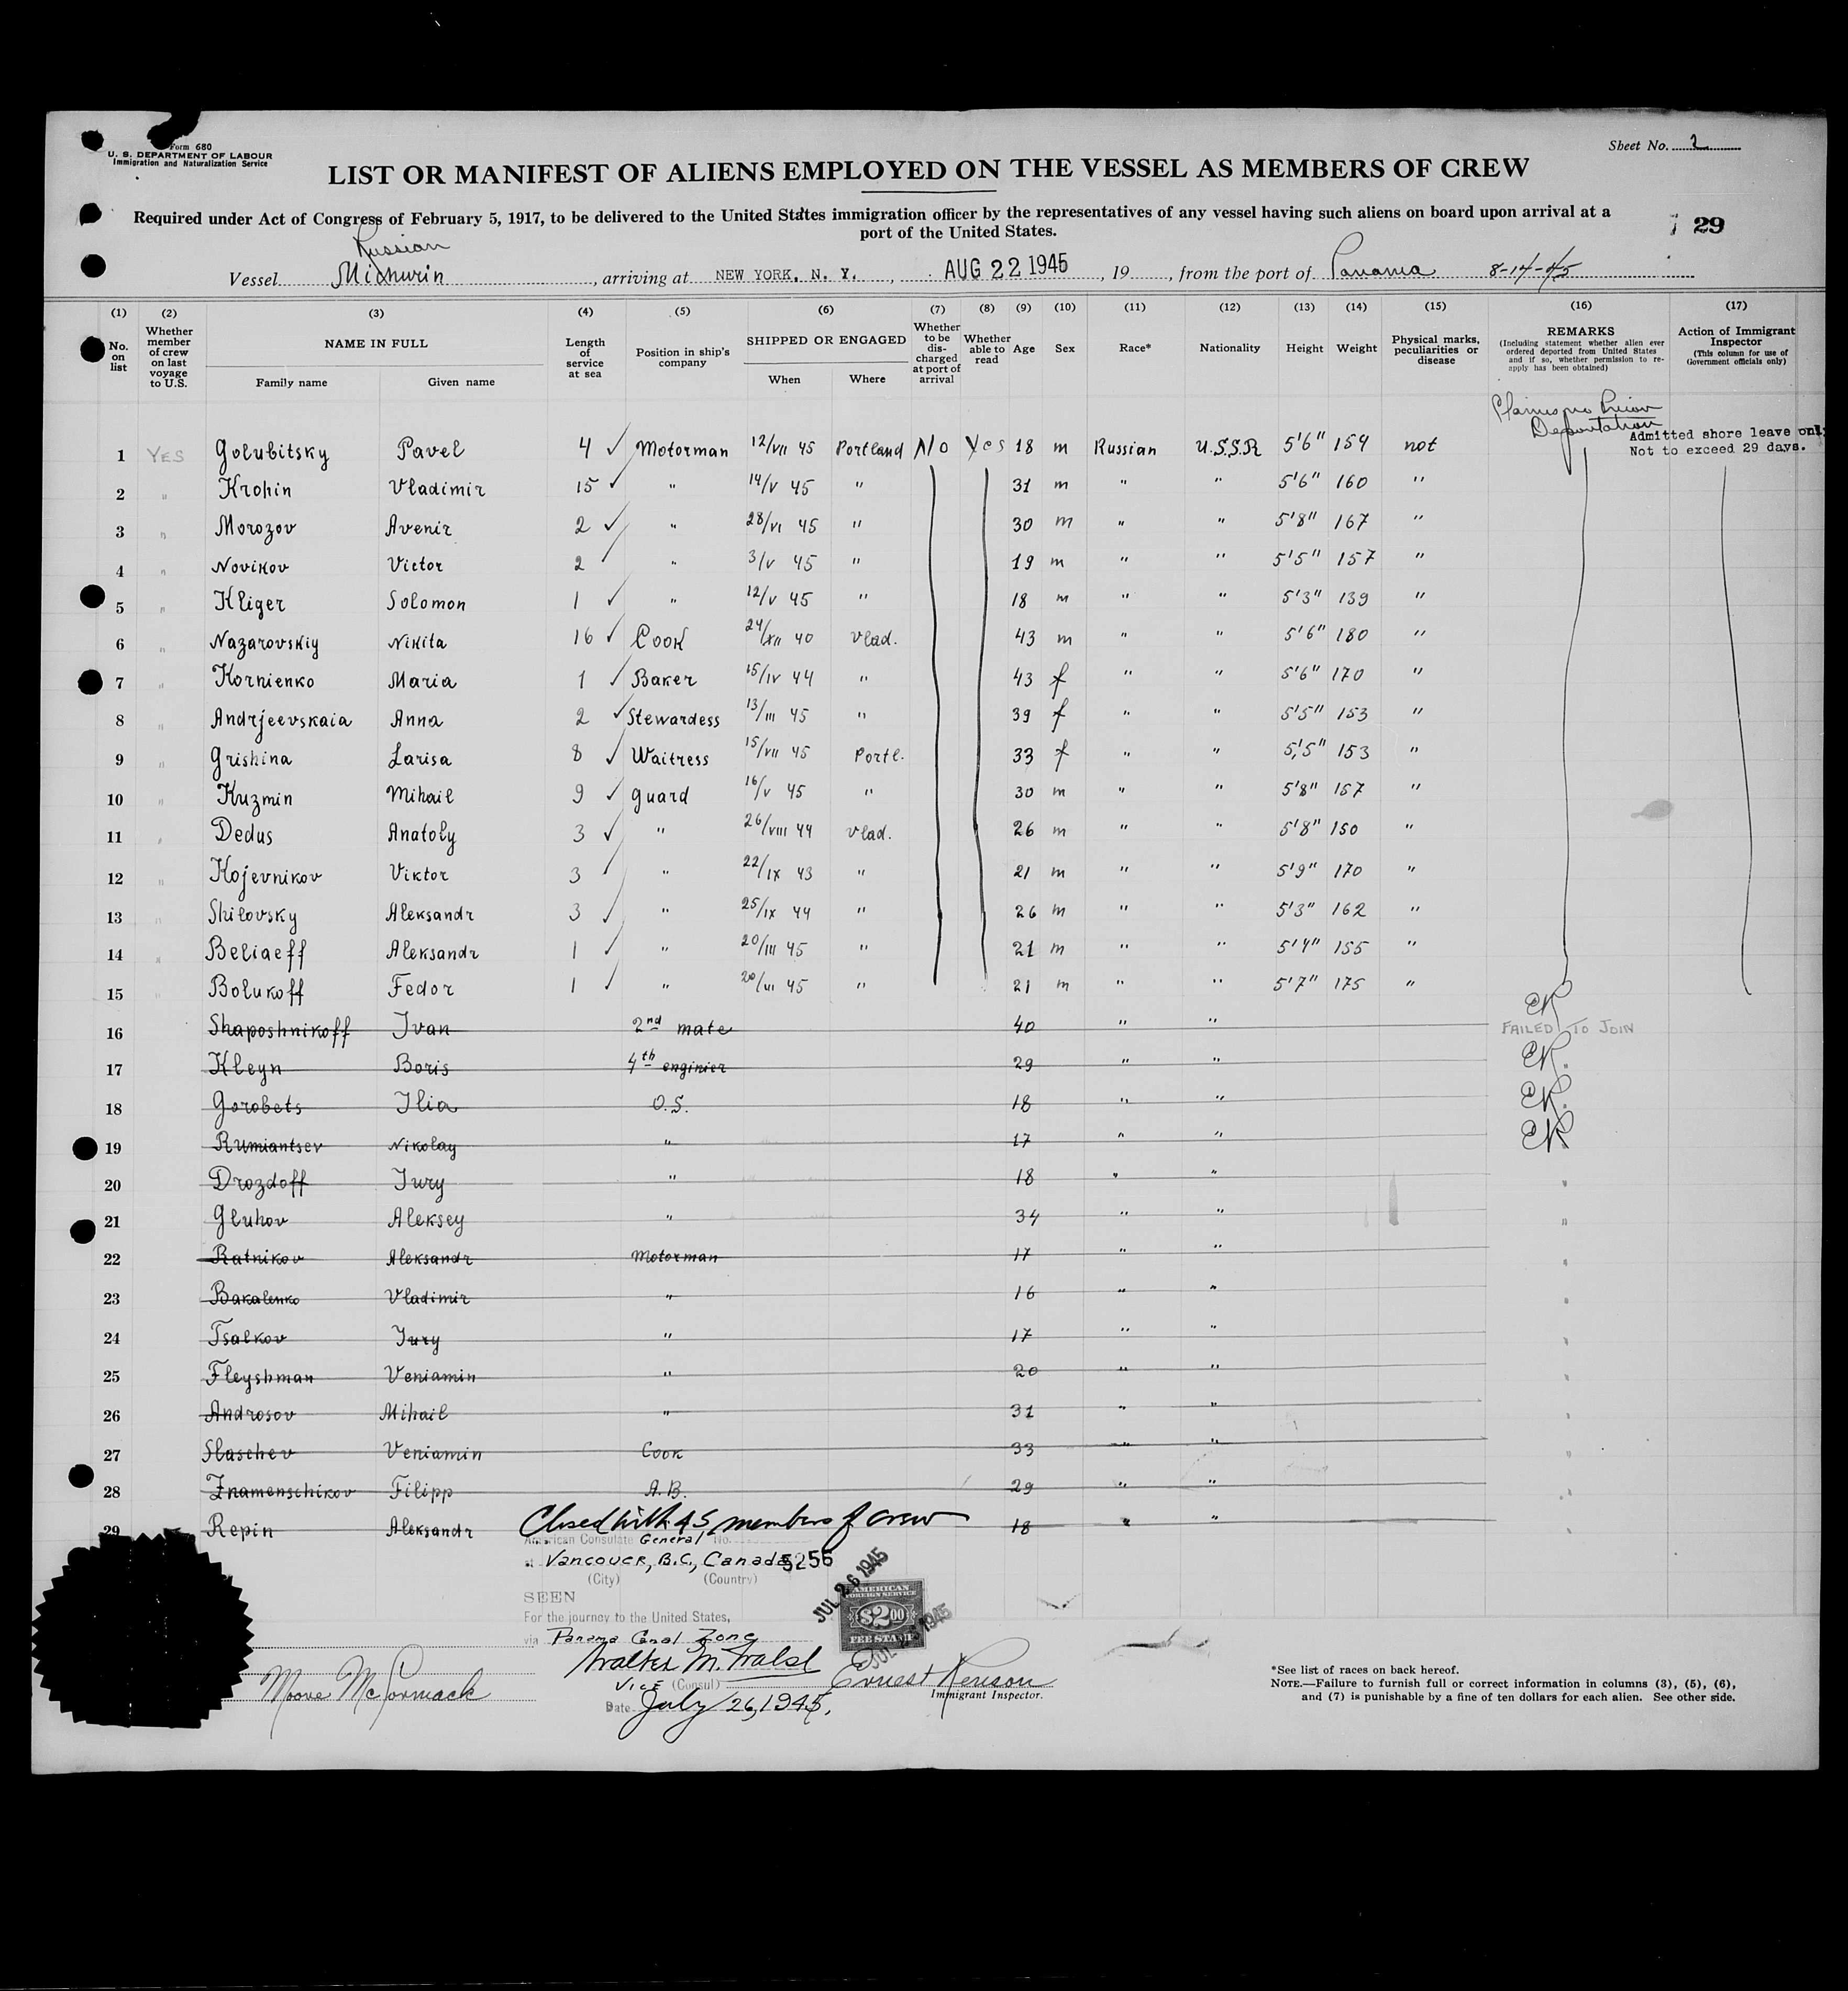 Form 680
U. S. DEPARTMENT OF LABOUR
Immigration and Naturalization Service
Sheet No. 2
LIST OR MANIFEST OF ALIENS EMPLOYED ON THE VESSEL AS MEMBERS OF CREW
Required under Act of Congress of February 5, 1917, to be delivered to the United States immigration officer by the representatives of any vessel having such aliens on board upon arrival at a
port of the United States.
29
Russian
Vessel Michurin, arriving at NEW YORK, N. Y., AUG 22 1945, 19, from the port of Panama 8-14-45
(1) (2) (3) (4) (5) (6) (7) (8) (9) (10) (11) (12) (13) (14) (15) (16) (17)
No. on list
Whether member of crew on last voyage to U.S.
NAME IN FULL
Family name Given name
Length of service at sea
Position in ship's company
SHIPPED OR ENGAGED
When Where
Whether to be discharged at port of arrival
Whether able to read
Age
Sex
Race*
Nationality
Height
Weight
Physical marks, peculiarities or disease
REMARKS
(Including statement whether alien ever ordered deported from United States and if so, whether permission to re-apply has been obtained)
Action of Immigrant Inspector
(This column for use of Government officials only)
Claims no Prior
Deportation
Admitted shore leave only
Not to exceed 29 days.
1 YES Golubitsky Pavel 4 ✓ Motorman 12/VII 45 Portland No Yes 18 m Russian U.S.S.R 5'6" 154 not
2 " Krohin Vladimir 15 ✓ " 14/V 45 " 31 m " " 5'6" 160 "
3 " Morozov Avenir 2 ✓ " 28/VI 45 " 30 m " " 5'8" 167 "
4 " Novikov Victor 2 ✓ " 3/V 45 " 19 m " " 5'5" 157 "
5 " Kliger Solomon 1 ✓ " 12/V 45 " 18 m " " 5'3" 139 "
6 " Nazarovskiy Nikita 16 ✓ Cook 24/XII 40 Vlad. 43 m " " 5'6" 180 "
7 " Kornienko Maria 1 ✓ Baker 15/IV 44 " 43 f " " 5'6" 170 "
8 " Andrjeevskaia Anna 2 ✓ Stewardess 13/III 45 " 39 f " " 5'5" 153 "
9 " Grishina Larisa 8 ✓ Waitress 15/VII 45 Portl. 33 f " " 5'5" 153 "
10 " Kuzmin Mihail 9 ✓ guard 16/V 45 " 30 m " " 5'8" 157 "
11 " Dedus Anatoly 3 ✓ " 26/VIII 44 Vlad. 26 m " " 5'8" 150 "
12 " Kojevnikov Viktor 3 ✓ " 22/IX 43 " 21 m " " 5'9" 170 "
13 " Shilovsky Aleksandr 3 ✓ " 25/IX 44 " 26 m " " 5'3" 162 "
14 " Beliaeff Aleksandr 1 ✓ " 20/III 45 " 21 m " " 5'4" 155 "
15 " Bolukoff Fedor 1 ✓ " 20/VI 45 " 21 m " " 5'7" 175 "
16 Shaposhnikoff Ivan 2nd mate 40 " " FAILED TO JOIN
17 Kleyn Boris 4th enginier 29 " "
18 Gorobets Ilia O.S. 18 " "
19 Rumiantsev Nikolay " 17 " "
20 Drozdoff Iury " 18 " " "
21 Gluhov Aleksey " 34 " " "
22 Ratnikov Aleksandr Motorman 17 " " "
23 Bakalenko Vladimir " 16 " " "
24 Tsalkov Iury " 17 " " "
25 Fleyshman Veniamin " 20 " " "
26 Androsov Mihail " 31 " " "
27 Slaschev Veniamin Cook 33 " " "
28 Znamenschikov Filipp A.B. 29 " " "
29 Repin Aleksandr 18 " " "
Closed with 45 members of crew
American Consulate General No.
at Vancouver, B.C., Canada 5256
(City) (Country)
JUL 26 1945
SEEN
For the journey to the United States,
via Panama Canal Zone
AMERICAN
FOREIGN SERVICE
$2.00
FEE STAMP
JUL 26 1945
Moore McCormack
Walter M. Walsh
Vice (Consul)
Date July 26, 1945.
Ernest Renson
Immigrant Inspector.
*See list of races on back hereof.
NOTE.—Failure to furnish full or correct information in columns (3), (5), (6),
and (7) is punishable by a fine of ten dollars for each alien. See other side.